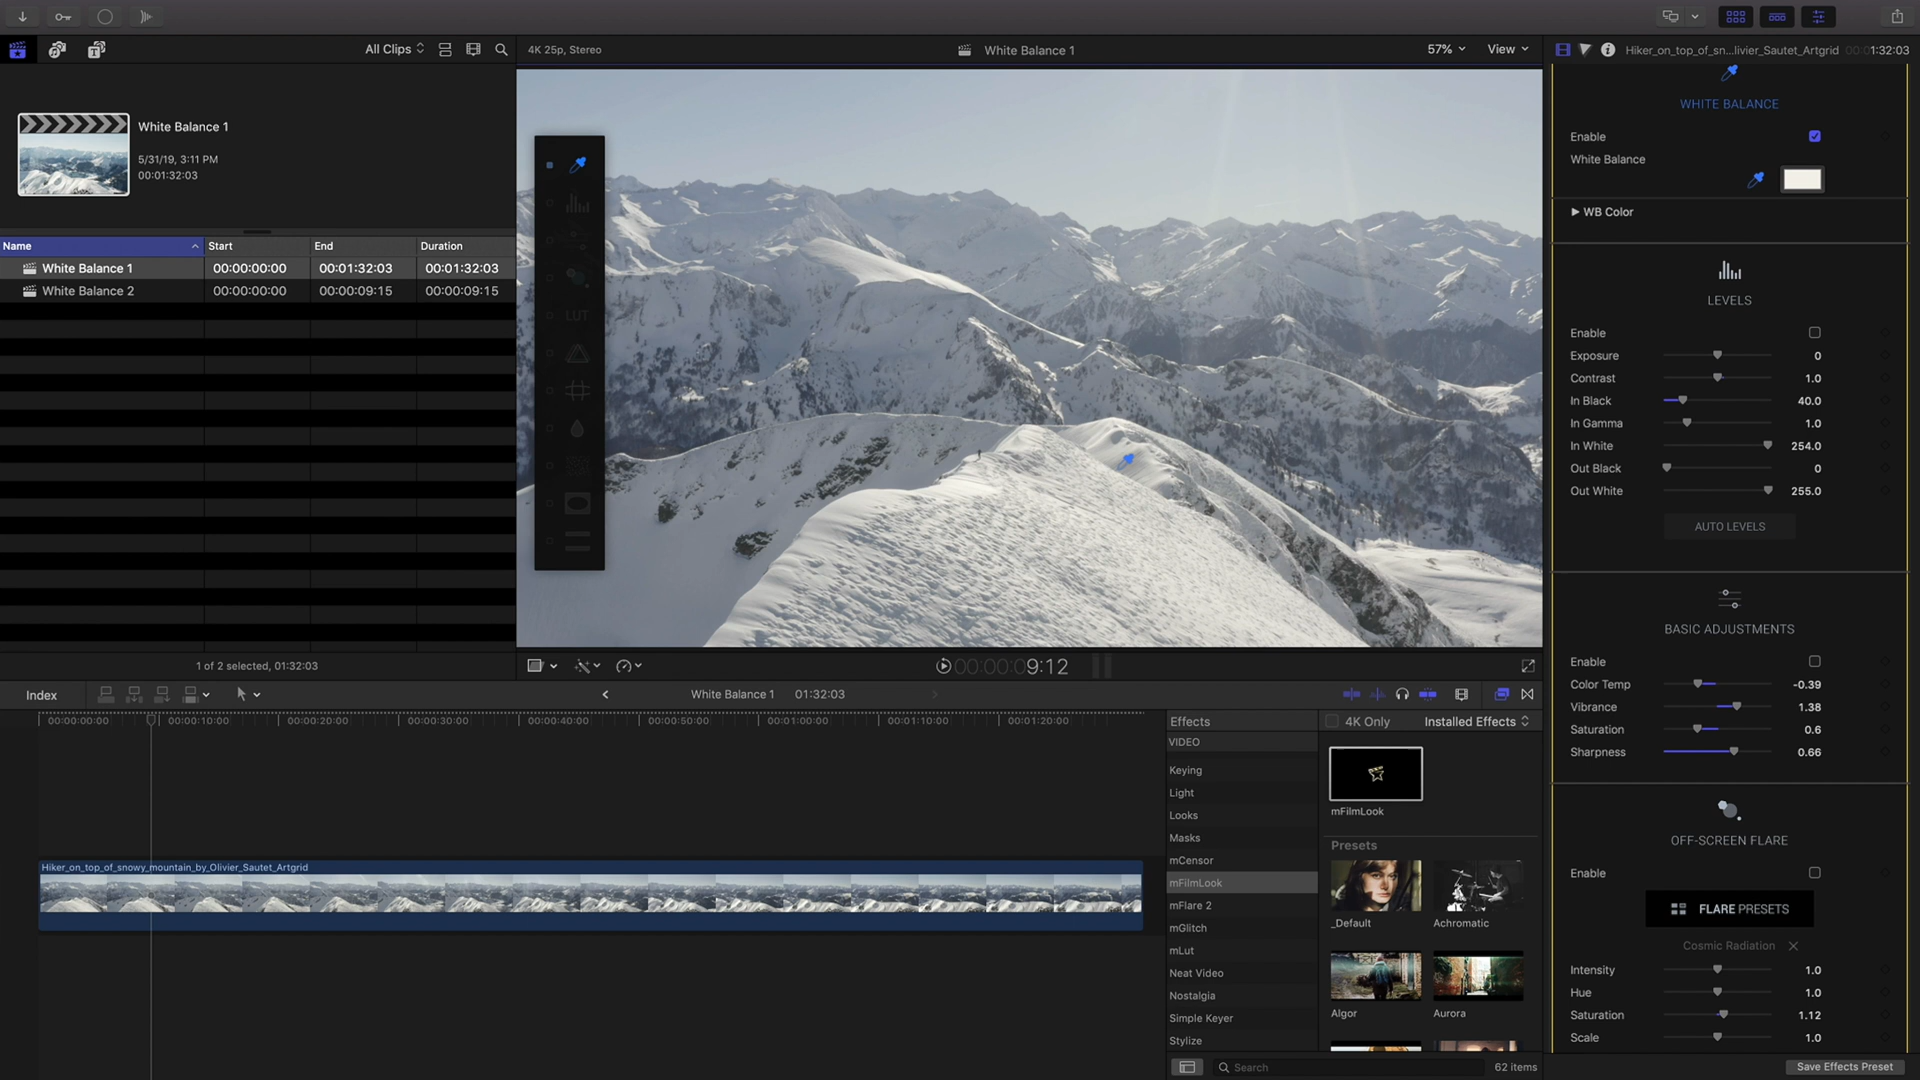 All Clips
4K 25p, Stereo
White Balance 1
57%
View
Hiker_on_top_of_sn...livier_Sautet_Artgrid
00:01:32:03
White Balance 1
5/31/19, 3:11 PM
00:01:32:03
Name Start End Duration
White Balance 1 00:00:00:00 00:01:32:03 00:01:32:03
White Balance 2 00:00:00:00 00:00:09:15 00:00:09:15
1 of 2 selected, 01:32:03
LUT
00:00:09:12
WHITE BALANCE
Enable
White Balance
WB Color
LEVELS
Enable
Exposure 0
Contrast 1.0
In Black 40.0
In Gamma 1.0
In White 254.0
Out Black 0
Out White 255.0
AUTO LEVELS
BASIC ADJUSTMENTS
Enable
Color Temp -0.39
Vibrance 1.38
Saturation 0.6
Sharpness 0.66
OFF-SCREEN FLARE
Enable
FLARE PRESETS
Cosmic Radiation
Intensity 1.0
Hue 1.0
Saturation 1.12
Scale 1.0
Save Effects Preset
Index
White Balance 1 01:32:03
00:00:00:00 00:00:10:00 00:00:20:00 00:00:30:00 00:00:40:00 00:00:50:00 00:01:00:00 00:01:10:00 00:01:20:00
Hiker_on_top_of_snowy_mountain_by_Olivier_Sautet_Artgrid
Effects
4K Only
Installed Effects
VIDEO
Keying
Light
Looks
Masks
mCensor
mFilmLook
mFlare 2
mGlitch
mLut
Neat Video
Nostalgia
Simple Keyer
Stylize
mFilmLook
Presets
_Default
Achromatic
Algor
Aurora
Search
62 items